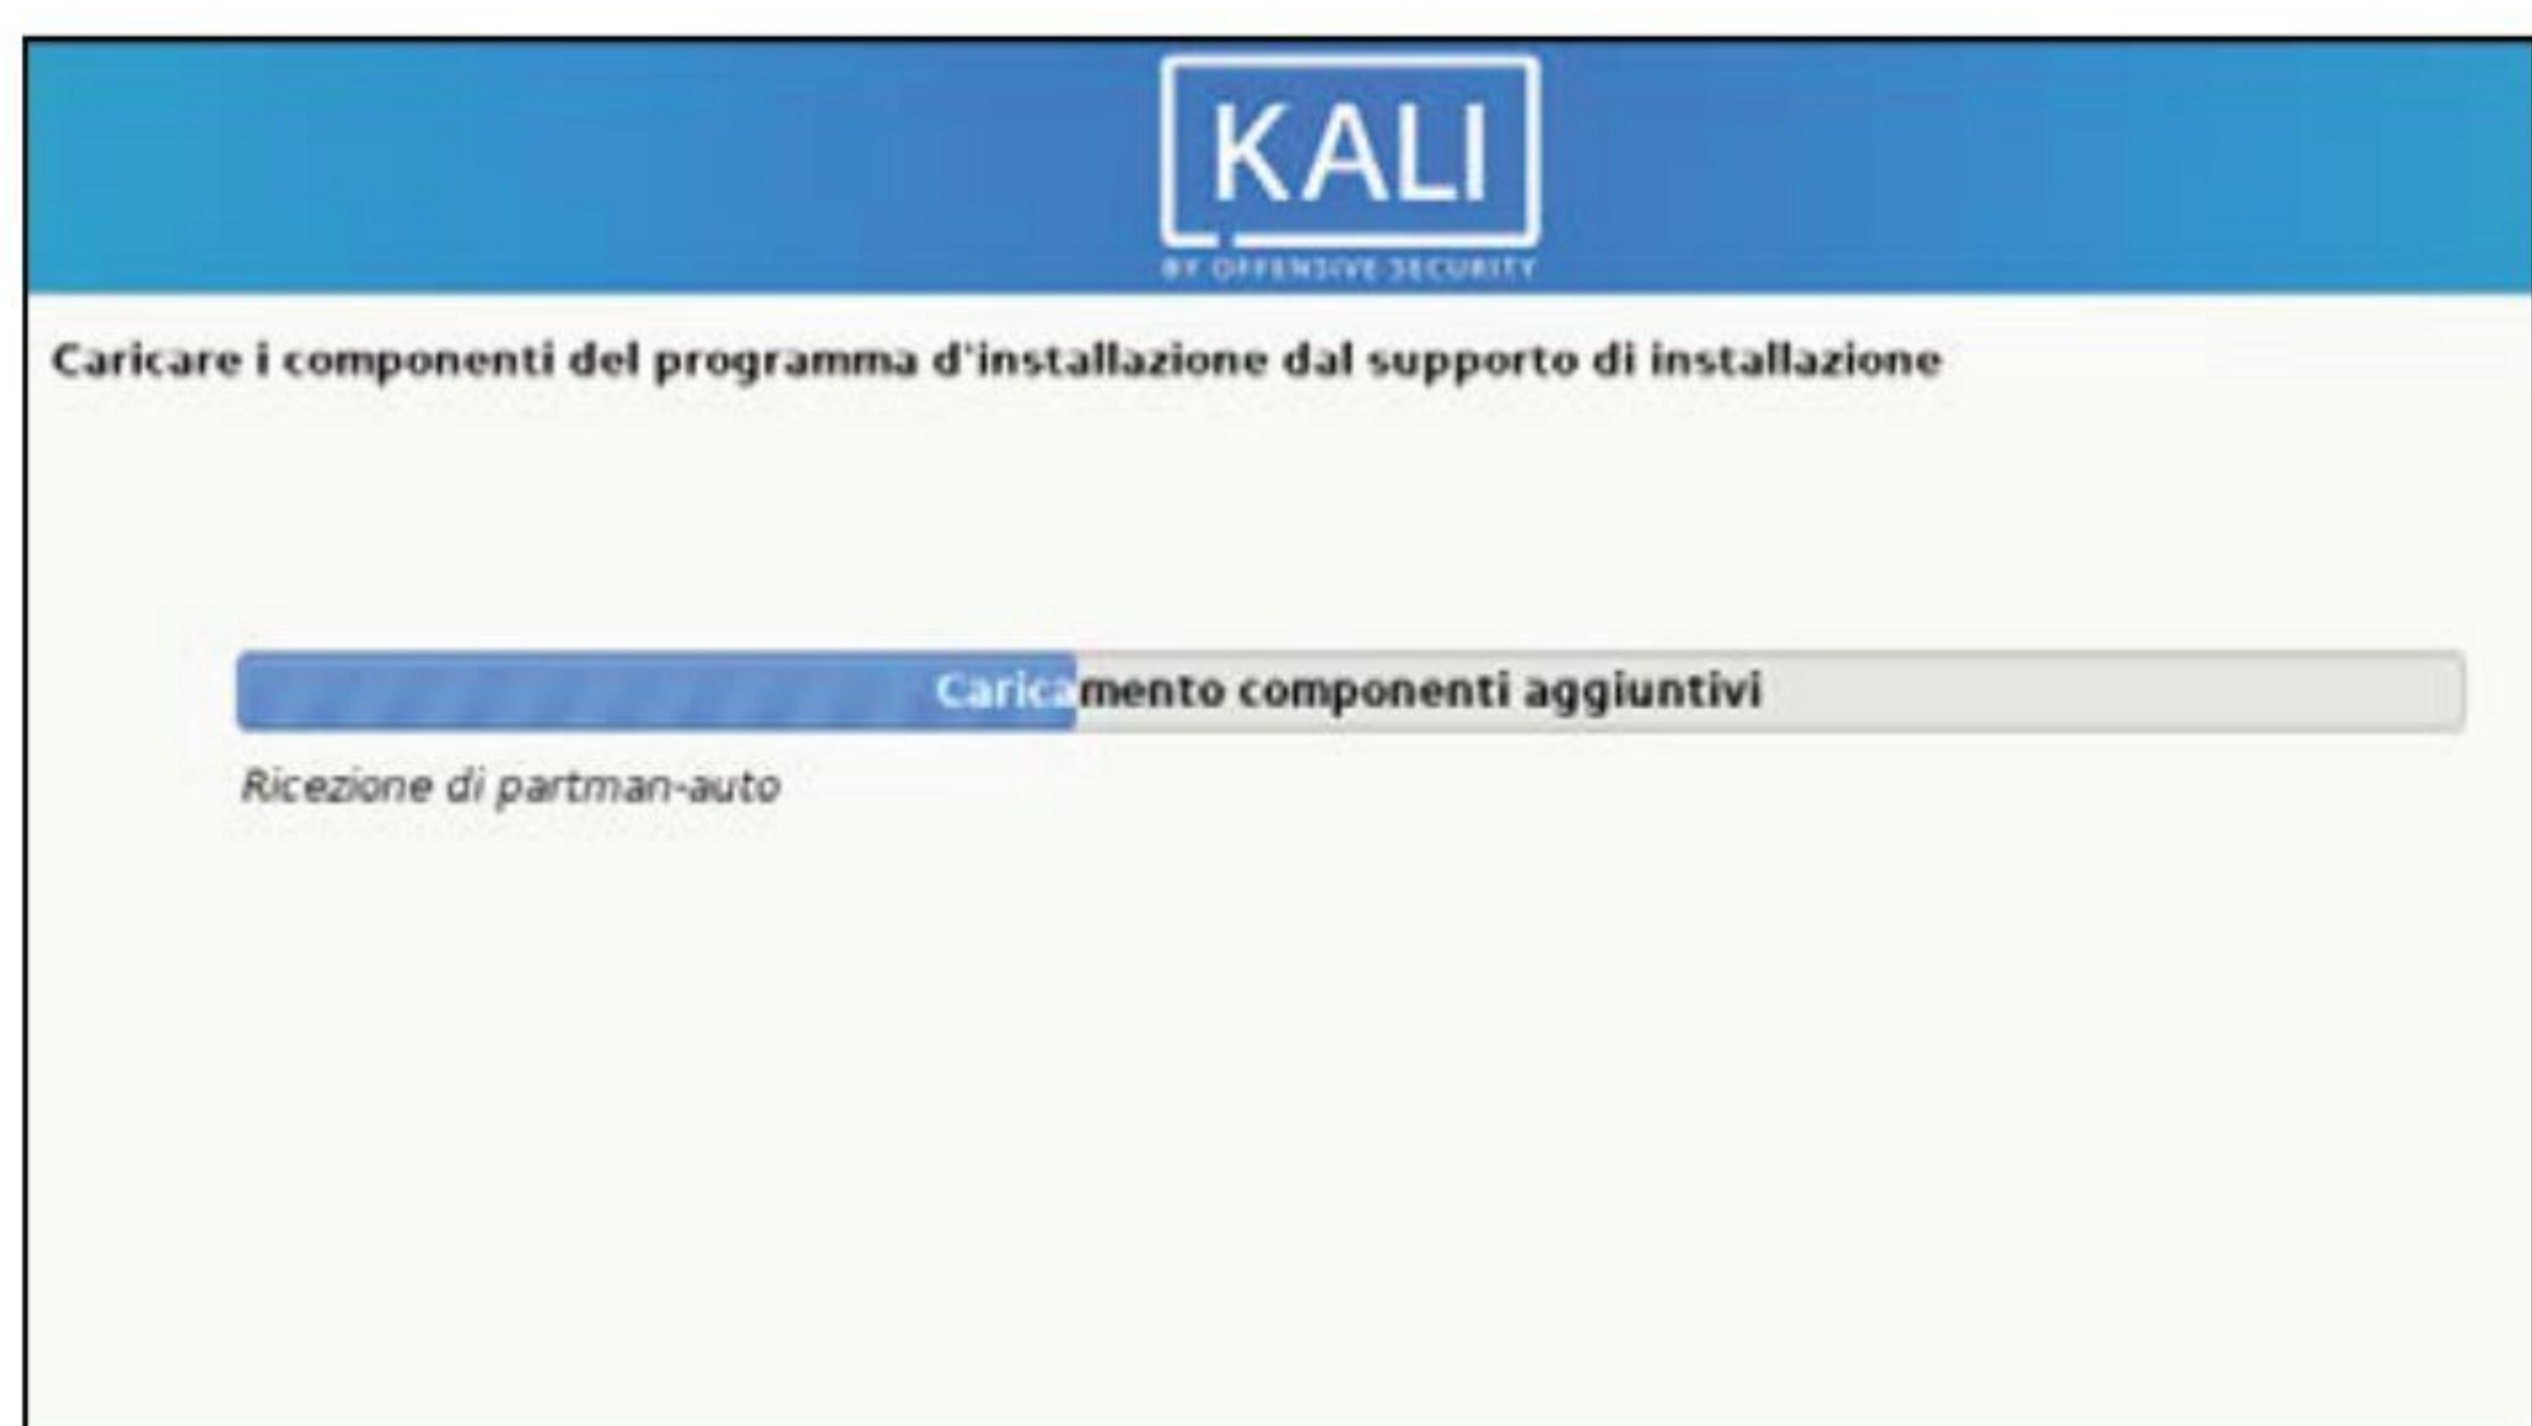 KALI
BY OFFENSIVE SECURITY
Caricare i componenti del programma d'installazione dal supporto di installazione
Caricamento componenti aggiuntivi
Ricezione di partman-auto